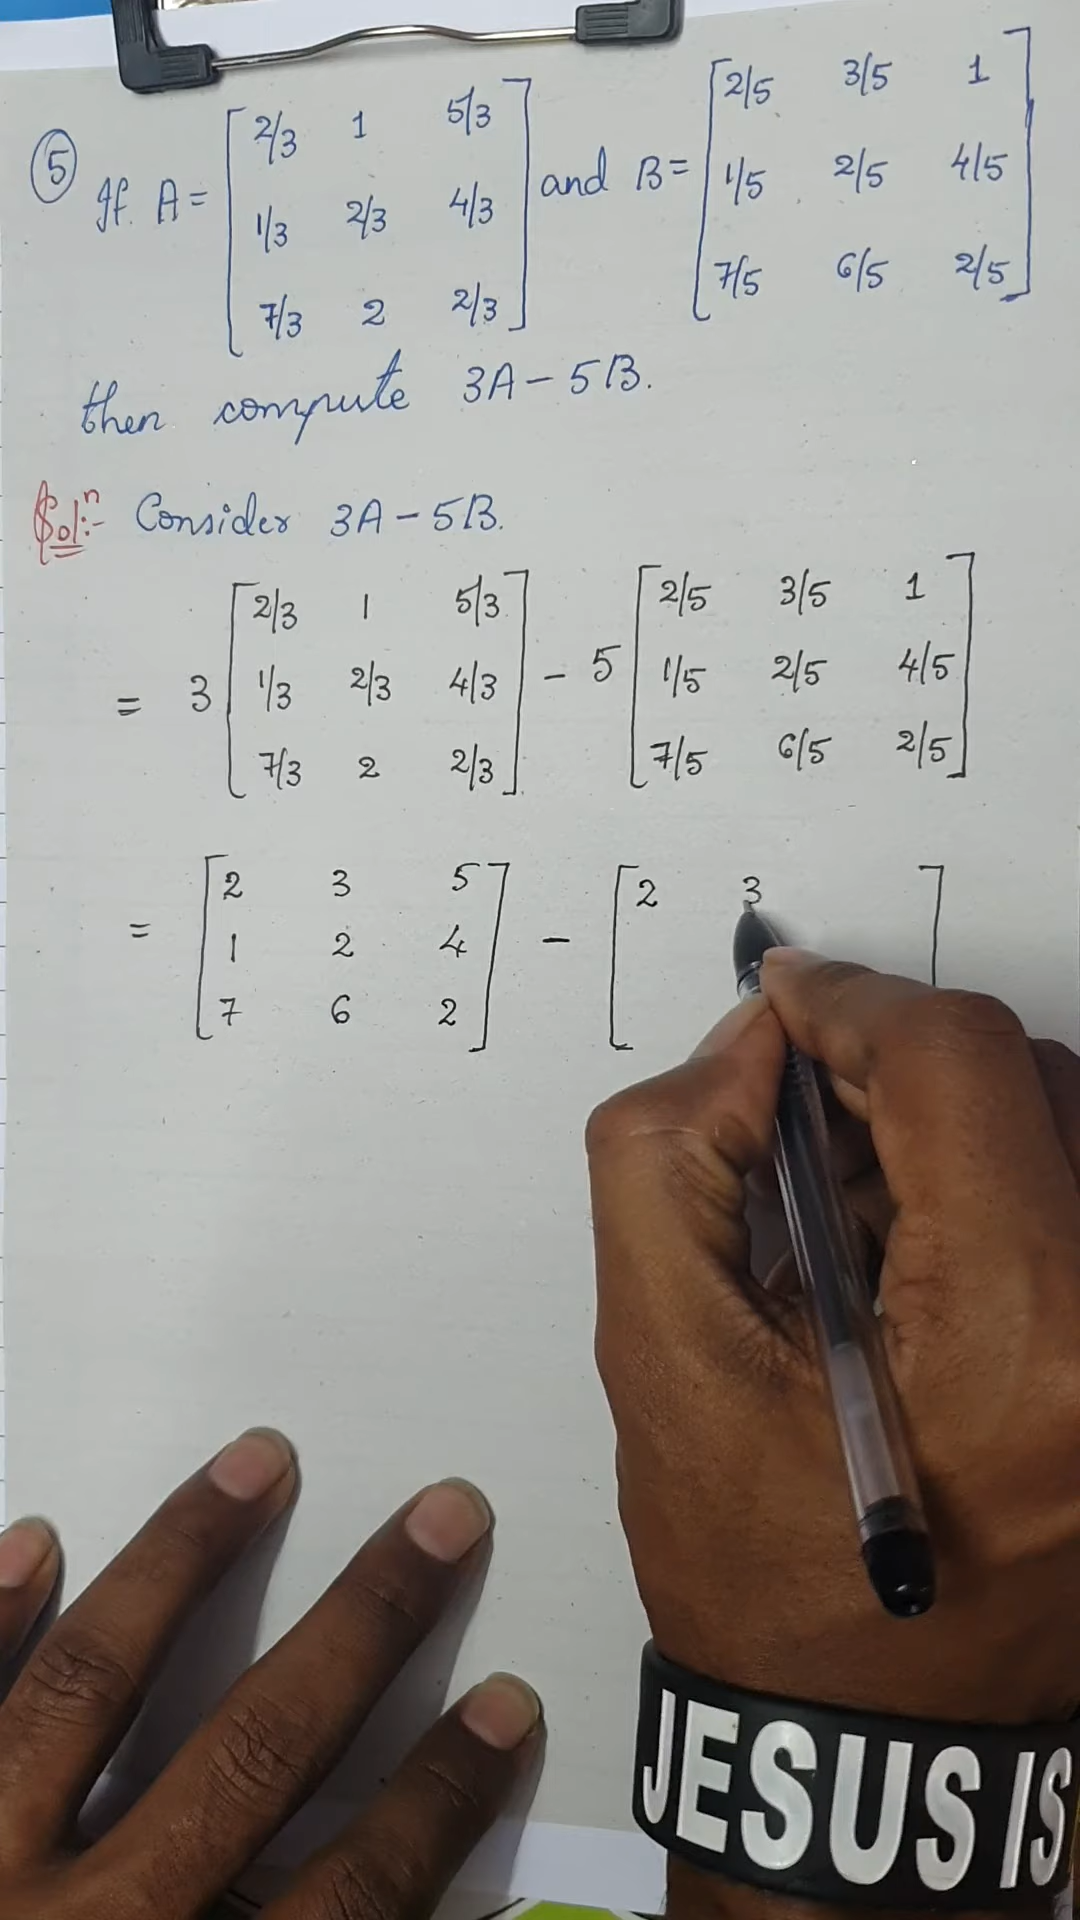 5 If A = [2/3 1 5/3 and B = [2/5 3/5 1
1/3 2/3 4/3 1/5 2/5 4/5
7/3 2 2/3] 7/5 6/5 2/5]
then compute 3A - 5B.
Solⁿ:- Consider 3A - 5B.
= 3 [2/3 1 5/3 - 5 [2/5 3/5 1
1/3 2/3 4/3 1/5 2/5 4/5
7/3 2 2/3] 7/5 6/5 2/5]
= [2 3 5 - [2 3 ]
1 2 4
7 6 2]
JESUS IS